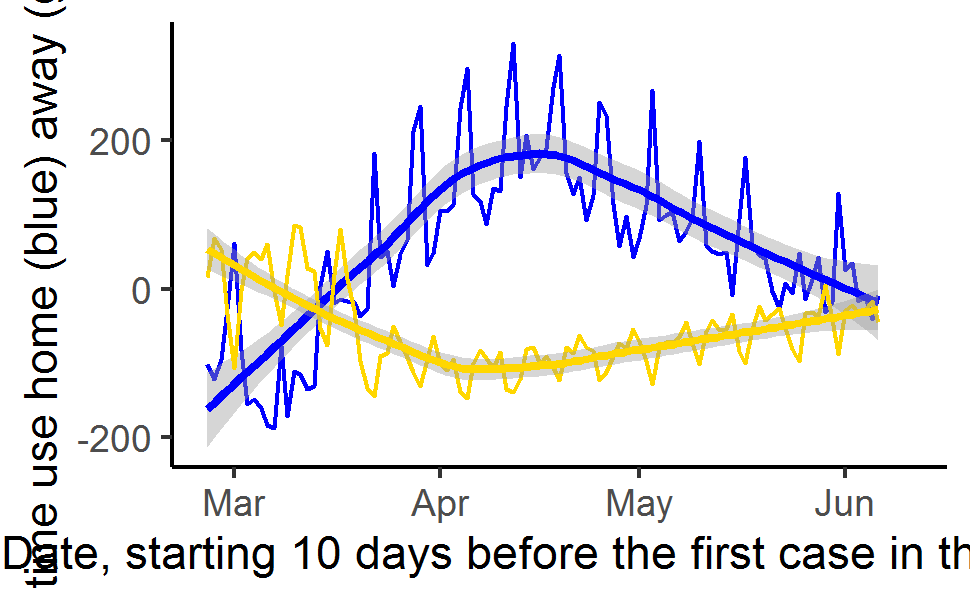 time use home (blue) away (
200
0
-200
Mar Apr May Jun
Date, starting 10 days before the first case in th